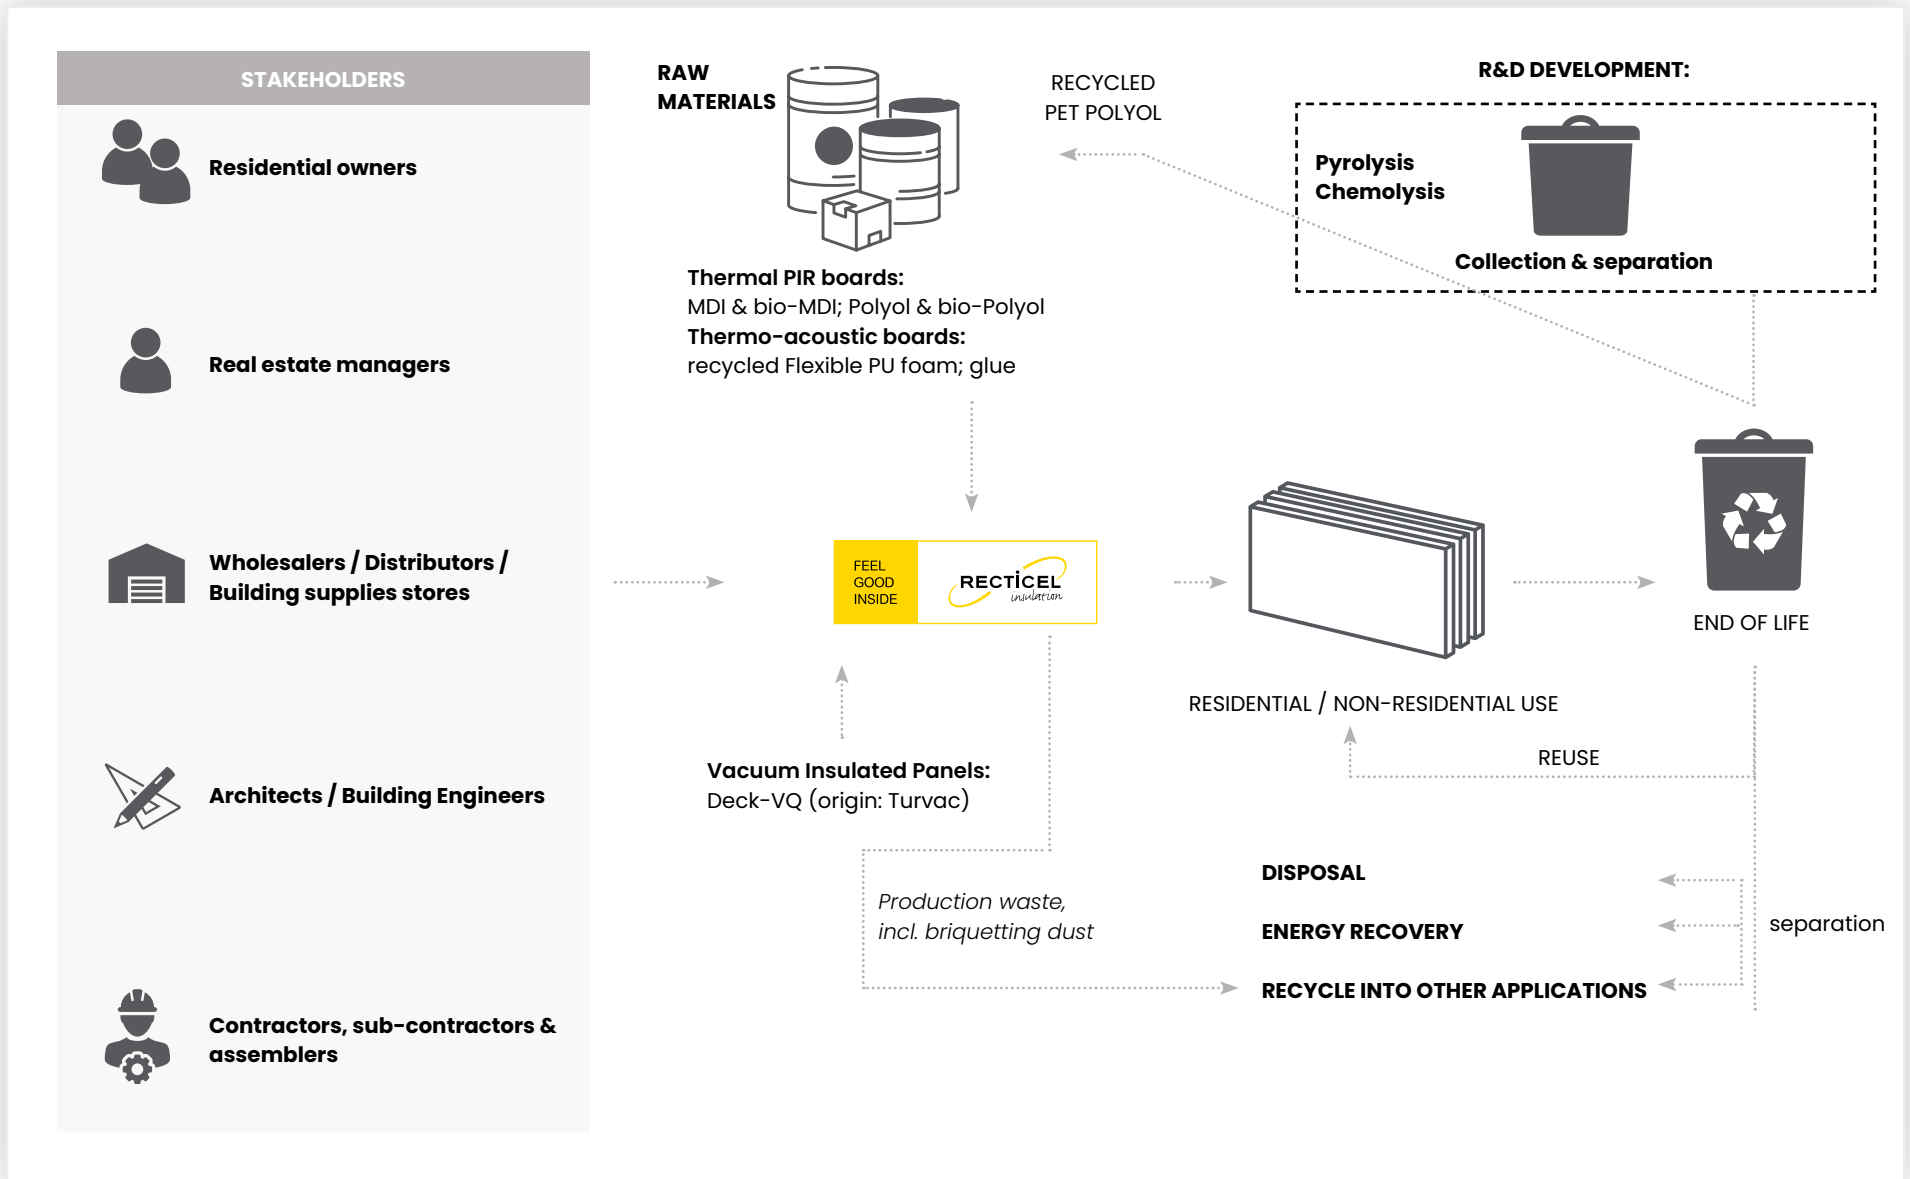 STAKEHOLDERS
Residential owners
Real estate managers
Wholesalers / Distributors /
Building supplies stores
Architects / Building Engineers
Contractors, sub-contractors &
assemblers
RAW
MATERIALS
RECYCLED
PET POLYOL
R&D DEVELOPMENT:
Pyrolysis
Chemolysis
Collection & separation
Thermal PIR boards:
MDI & bio-MDI; Polyol & bio-Polyol
Thermo-acoustic boards:
recycled Flexible PU foam; glue
FEEL
GOOD
INSIDE
RECTICEL
insulation
END OF LIFE
RESIDENTIAL / NON-RESIDENTIAL USE
REUSE
Vacuum Insulated Panels:
Deck-VQ (origin: Turvac)
Production waste,
incl. briquetting dust
DISPOSAL
ENERGY RECOVERY
RECYCLE INTO OTHER APPLICATIONS
separation